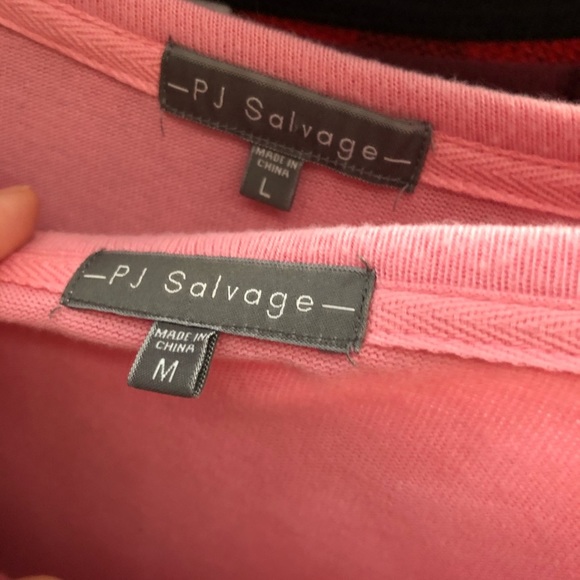 —PJ Salvage—
MADE IN
CHINA
L
—PJ Salvage—
MADE IN
CHINA
M